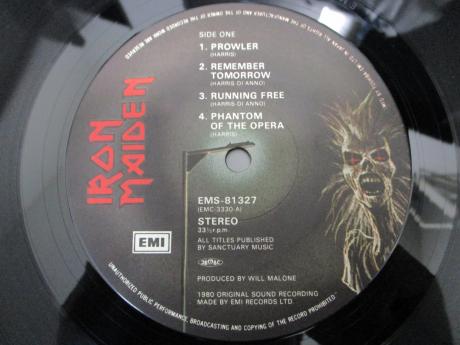 SIDE ONE
1. PROWLER
(HARRIS)
2. REMEMBER
TOMORROW
(HARRIS-DI ANNO)
3. RUNNING FREE
(HARRIS-DI ANNO)
4. PHANTOM
OF THE OPERA
(HARRIS)
IRON
MAIDEN
EMS-81327
(EMC-3330-A)
STEREO
33⅓ r.p.m.
EMI
ALL TITLES PUBLISHED
BY SANCTUARY MUSIC
PRODUCED BY WILL MALONE
1980 ORIGINAL SOUND RECORDING
MADE BY EMI RECORDS LTD.
UNAUTHORIZED PUBLIC PERFORMANCE, BROADCASTING AND COPYING OF THE RECORD PROHIBITED